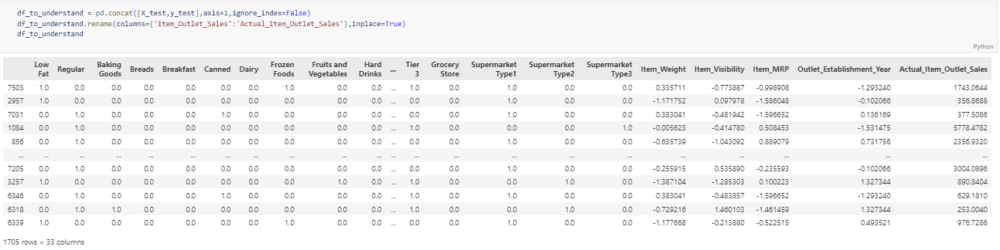 df_to_understand = pd.concat([X_test,y_test],axis=1,ignore_index=False)
df_to_understand.rename(columns={'Item_Outlet_Sales':'Actual_Item_Outlet_Sales'},inplace=True)
df_to_understand
Python
Low Fat Regular Baking Goods Breads Breakfast Canned Dairy Frozen Foods Fruits and Vegetables Hard Drinks ... Tier 3 Grocery Store Supermarket Type1 Supermarket Type2 Supermarket Type3 Item_Weight Item_Visibility Item_MRP Outlet_Establishment_Year Actual_Item_Outlet_Sales
7503 1.0 0.0 0.0 0.0 0.0 0.0 0.0 1.0 0.0 0.0 ... 1.0 0.0 1.0 0.0 0.0 0.335711 -0.773887 -0.998908 -1.293240 1743.0644
2957 1.0 0.0 0.0 0.0 0.0 0.0 0.0 0.0 0.0 0.0 ... 0.0 0.0 1.0 0.0 0.0 -1.171752 0.097978 -1.586048 -0.102066 356.8688
7031 0.0 1.0 0.0 0.0 0.0 1.0 0.0 0.0 0.0 0.0 ... 0.0 0.0 1.0 0.0 0.0 0.383041 -0.481942 -1.596652 0.136169 377.5086
1084 0.0 1.0 0.0 0.0 0.0 0.0 0.0 0.0 0.0 0.0 ... 1.0 0.0 0.0 0.0 1.0 -0.005623 -0.414780 0.508453 -1.531475 5778.4782
856 0.0 1.0 0.0 0.0 0.0 0.0 0.0 0.0 0.0 0.0 ... 0.0 0.0 1.0 0.0 0.0 -0.635739 -1.043092 0.889079 0.731756 2356.9320
... ... ... ... ... ... ... ... ... ... ... ... ... ... ... ... ... ... ... ... ... ...
7205 0.0 1.0 0.0 0.0 0.0 0.0 0.0 0.0 0.0 0.0 ... 0.0 0.0 1.0 0.0 0.0 -0.255915 0.535890 -0.235593 -0.102066 3004.0896
3257 1.0 0.0 0.0 0.0 0.0 0.0 0.0 0.0 1.0 0.0 ... 1.0 0.0 0.0 1.0 0.0 -1.387104 -1.285303 0.100223 1.327344 890.8404
6346 0.0 1.0 0.0 0.0 0.0 1.0 0.0 0.0 0.0 0.0 ... 1.0 0.0 1.0 0.0 0.0 0.383041 -0.483857 -1.596652 -1.293240 629.1810
6318 0.0 1.0 1.0 0.0 0.0 0.0 0.0 0.0 0.0 0.0 ... 1.0 0.0 0.0 1.0 0.0 -0.729216 1.460103 -1.461459 1.327344 253.0040
6339 1.0 0.0 0.0 0.0 0.0 0.0 0.0 1.0 0.0 0.0 ... 0.0 0.0 1.0 0.0 0.0 -1.177668 -0.213880 -0.522515 0.493521 976.7286
1705 rows × 33 columns